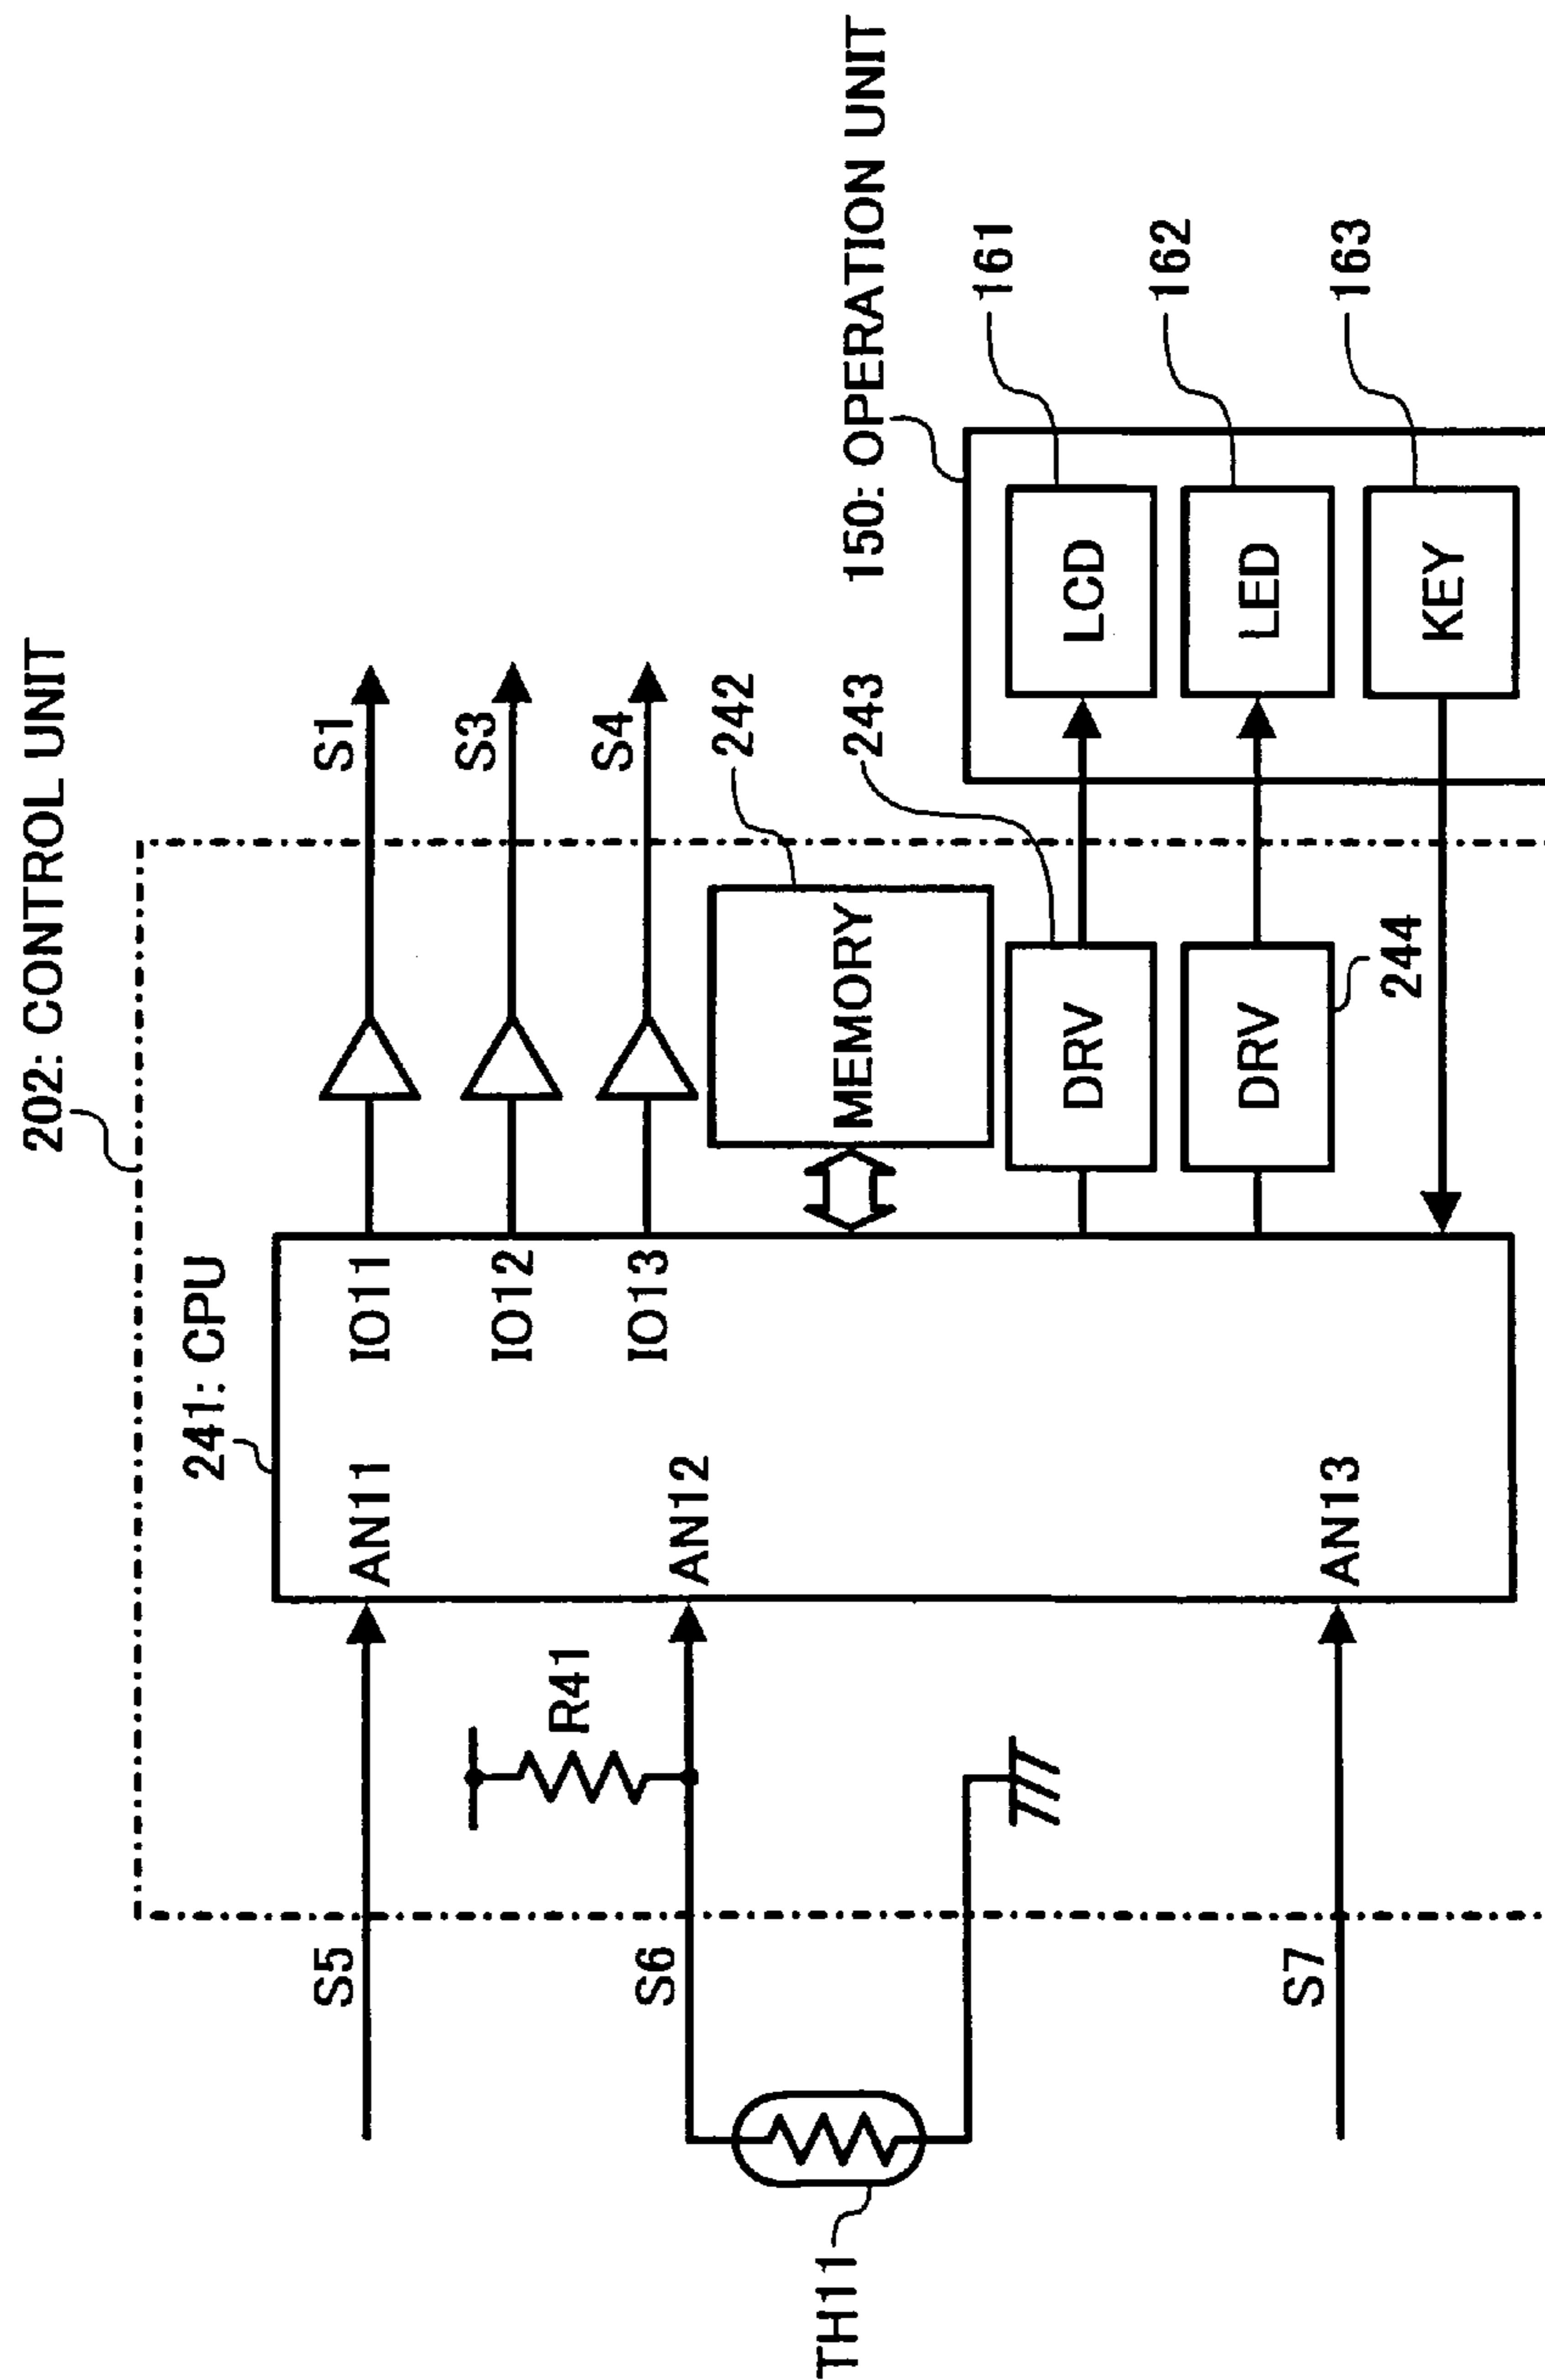 202: CONTROL UNIT
241: CPU
S5
AN11
IO11
S1
IO12
S3
R41
IO13
S4
S6
AN12
242
MEMORY
TH11
243
150: OPERATION UNIT
DRV
LCD
161
DRV
LED
162
S7
AN13
244
KEY
163